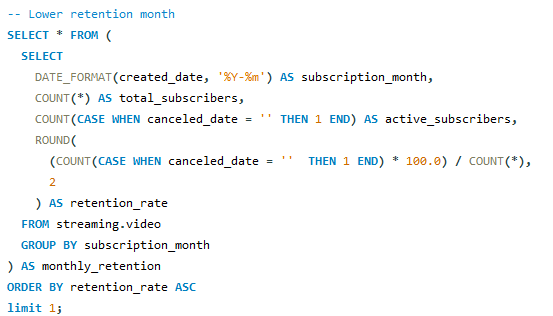 -- Lower retention month
SELECT * FROM (
  SELECT
    DATE_FORMAT(created_date, '%Y-%m') AS subscription_month,
    COUNT(*) AS total_subscribers,
    COUNT(CASE WHEN canceled_date = '' THEN 1 END) AS active_subscribers,
    ROUND(
      (COUNT(CASE WHEN canceled_date = ''  THEN 1 END) * 100.0) / COUNT(*),
      2
    ) AS retention_rate
  FROM streaming.video
  GROUP BY subscription_month
) AS monthly_retention
ORDER BY retention_rate ASC
limit 1;